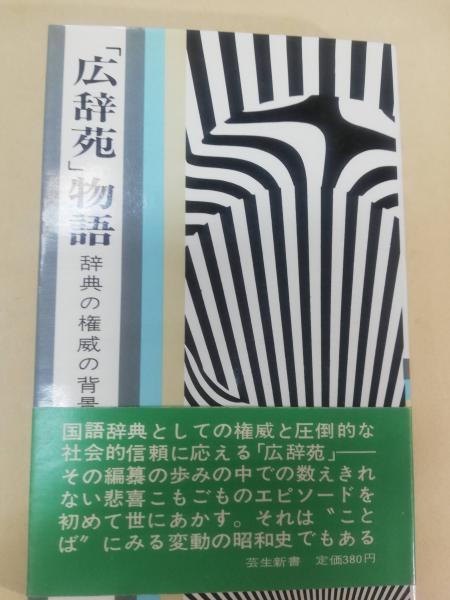 「広辞苑」物語
辞典の権威の背景
国語辞典としての権威と圧倒的な
社会的信頼に応える「広辞苑」——
その編纂の歩みの中での数えきれ
ない悲喜こもごものエピソードを
初めて世にあかす。それは〝こと
ば〟にみる変動の昭和史でもある
芸生新書 定価380円